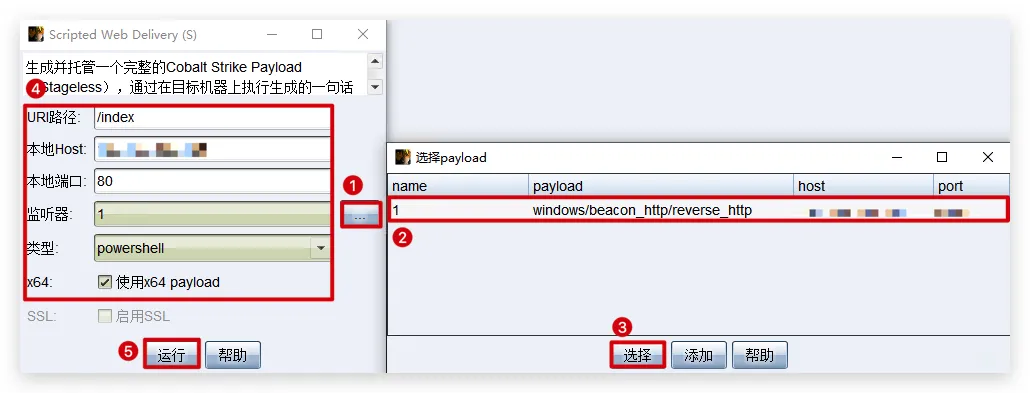 Scripted Web Delivery (S)
生成并托管一个完整的Cobalt Strike Payload
Stageless），通过在目标机器上执行生成的一句话
4
URI路径: /index
本地Host:
本地端口: 80
监听器: 1 ...
1
类型: powershell
x64: 使用x64 payload
SSL: 启用SSL
5 运行 帮助
选择payload
name payload host port
1 windows/beacon_http/reverse_http
2
3
选择 添加 帮助